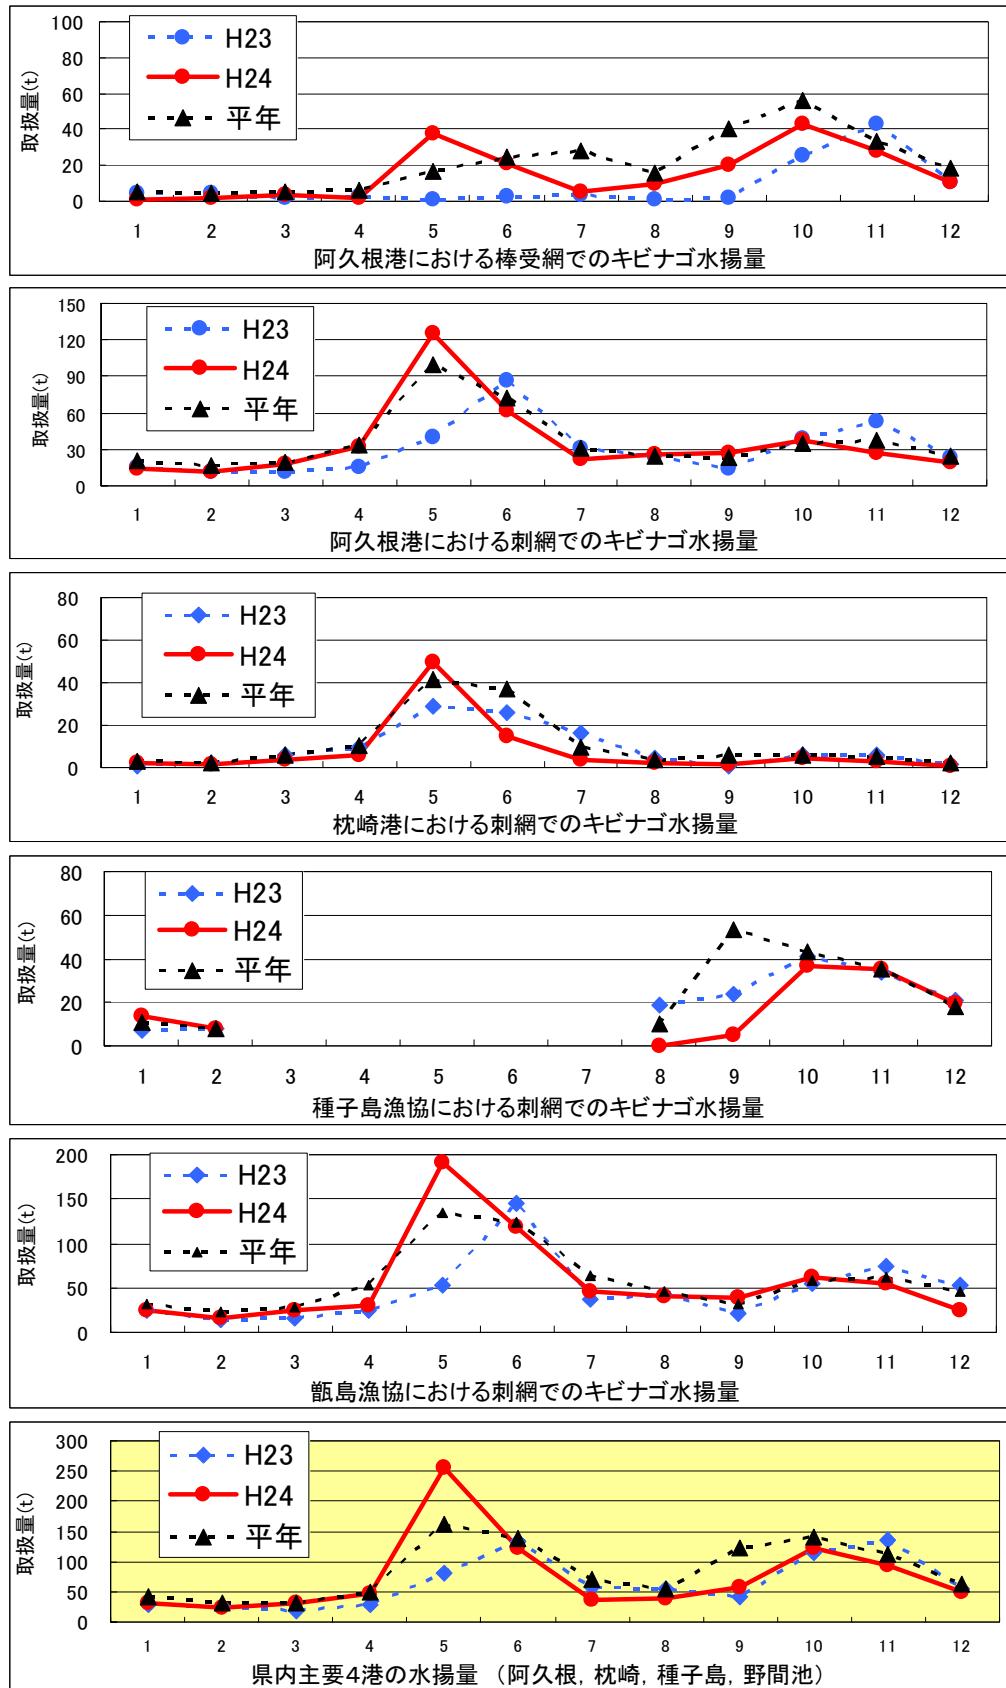 100
80
60
40
20
0
取扱量(t)
H23
H24
平年
1 2 3 4 5 6 7 8 9 10 11 12
阿久根港における棒受網でのキビナゴ水揚量
150
120
90
60
30
0
取扱量(t)
H23
H24
平年
1 2 3 4 5 6 7 8 9 10 11 12
阿久根港における刺網でのキビナゴ水揚量
80
60
40
20
0
取扱量(t)
H23
H24
平年
1 2 3 4 5 6 7 8 9 10 11 12
枕崎港における刺網でのキビナゴ水揚量
80
60
40
20
0
取扱量(t)
H23
H24
平年
1 2 3 4 5 6 7 8 9 10 11 12
種子島漁協における刺網でのキビナゴ水揚量
200
150
100
50
0
取扱量(t)
H23
H24
平年
1 2 3 4 5 6 7 8 9 10 11 12
甑島漁協における刺網でのキビナゴ水揚量
300
250
200
150
100
50
0
取扱量(t)
H23
H24
平年
1 2 3 4 5 6 7 8 9 10 11 12
県内主要4港の水揚量 (阿久根, 枕崎, 種子島, 野間池)